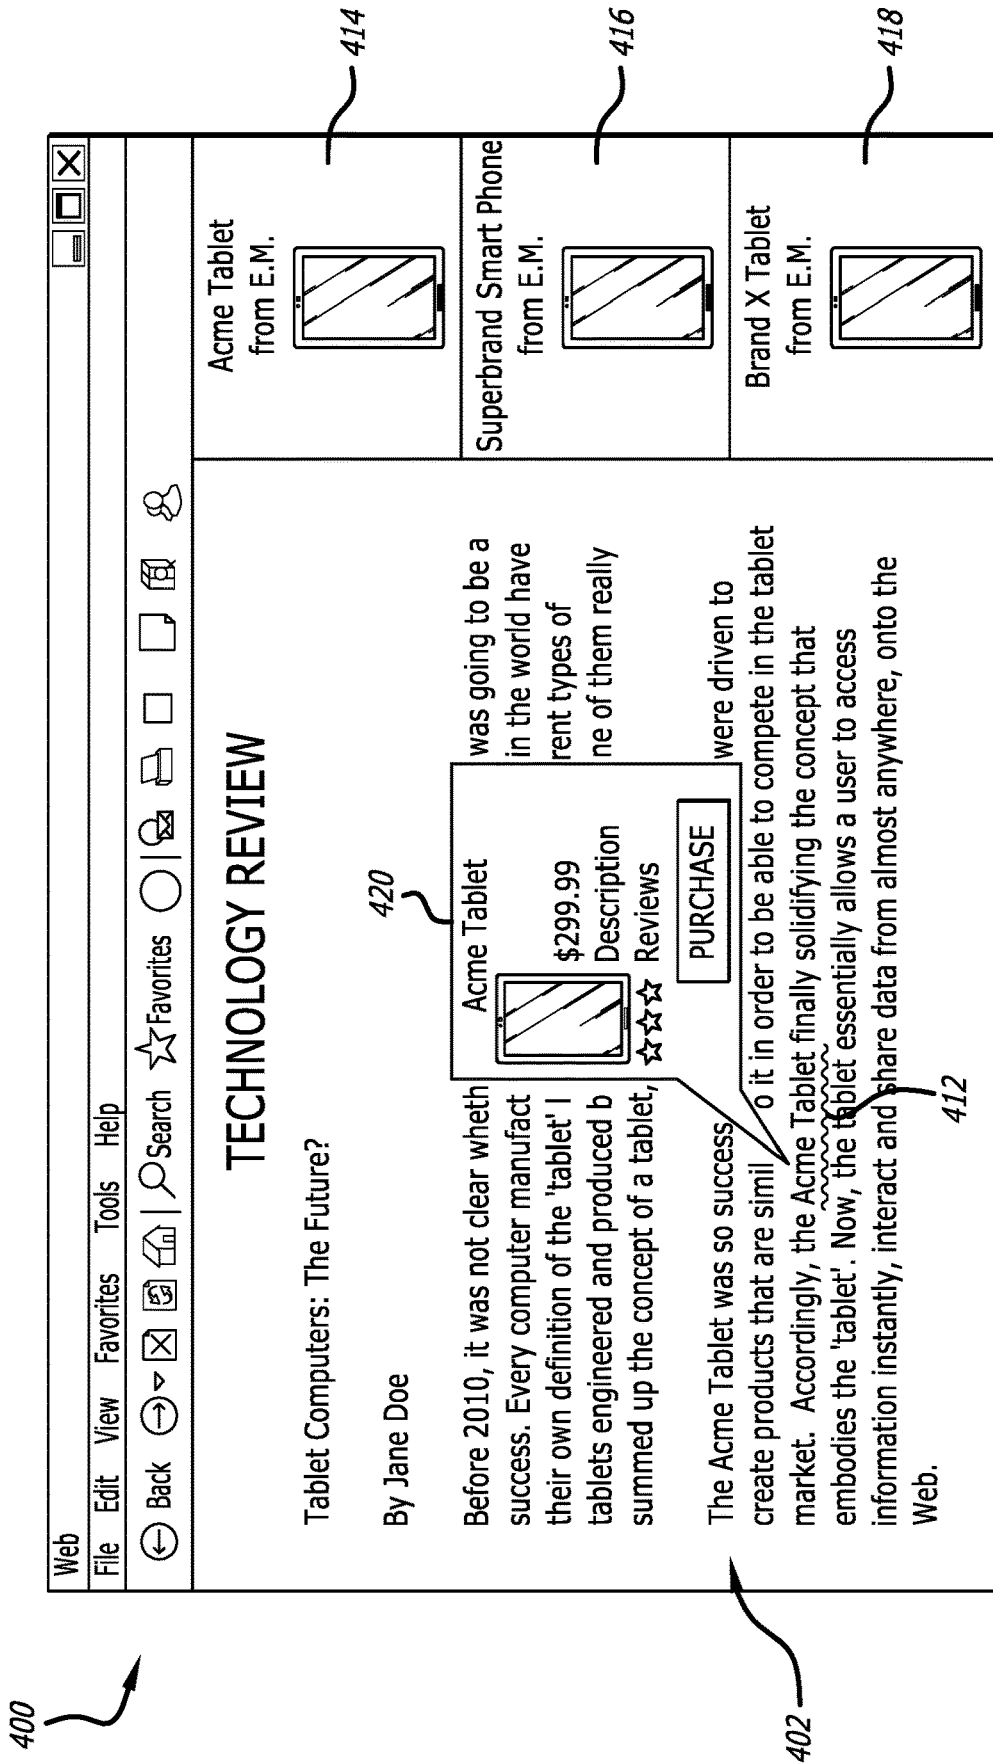 400
Web
File Edit View Favorites Tools Help
Back Search Favorites
TECHNOLOGY REVIEW
Tablet Computers: The Future?
By Jane Doe
Before 2010, it was not clear wheth was going to be a
success. Every computer manufact in the world have
their own definition of the 'tablet' I rent types of
tablets engineered and produced b ne of them really
summed up the concept of a tablet,
The Acme Tablet was so success were driven to
create products that are simil o it in order to be able to compete in the tablet
market. Accordingly, the Acme Tablet finally solidifying the concept that
embodies the 'tablet'. Now, the tablet essentially allows a user to access
information instantly, interact and share data from almost anywhere, onto the
Web.
420
Acme Tablet
$299.99
Description
Reviews
PURCHASE
Acme Tablet
from E.M.
414
Superbrand Smart Phone
from E.M.
416
Brand X Tablet
from E.M.
418
402
412